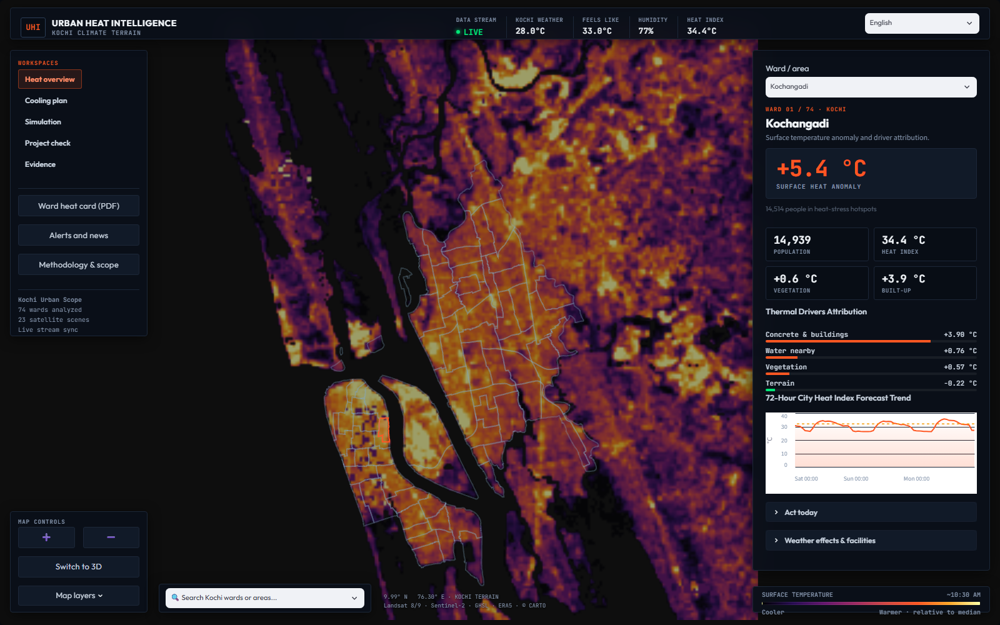 UHI
URBAN HEAT INTELLIGENCE
KOCHI CLIMATE TERRAIN
DATA STREAM
LIVE
KOCHI WEATHER
28.0°C
FEELS LIKE
33.0°C
HUMIDITY
77%
HEAT INDEX
34.4°C
English
WORKSPACES
Heat overview
Cooling plan
Simulation
Project check
Evidence
Ward heat card (PDF)
Alerts and news
Methodology & scope
Kochi Urban Scope
74 wards analyzed
23 satellite scenes
Live stream sync
MAP CONTROLS
+ −
Switch to 3D
Map layers
Search Kochi wards or areas...
9.99° N 76.30° E · KOCHI TERRAIN
Landsat 8/9 · Sentinel-2 · GHSL · ERA5 · © CARTO
Ward / area
Kochangadi
WARD 01 / 74 · KOCHI
Kochangadi
Surface temperature anomaly and driver attribution.
+5.4 °C
SURFACE HEAT ANOMALY
14,514 people in heat-stress hotspots
14,939
POPULATION
34.4 °C
HEAT INDEX
+0.6 °C
VEGETATION
+3.9 °C
BUILT-UP
Thermal Drivers Attribution
Concrete & buildings +3.90 °C
Water nearby +0.76 °C
Vegetation +0.57 °C
Terrain -0.22 °C
72-Hour City Heat Index Forecast Trend
°C
40
30
20
10
0
Sat 00:00 Sun 00:00 Mon 00:00
Act today
Weather effects & facilities
SURFACE TEMPERATURE ~10:30 AM
Cooler Warmer · relative to median